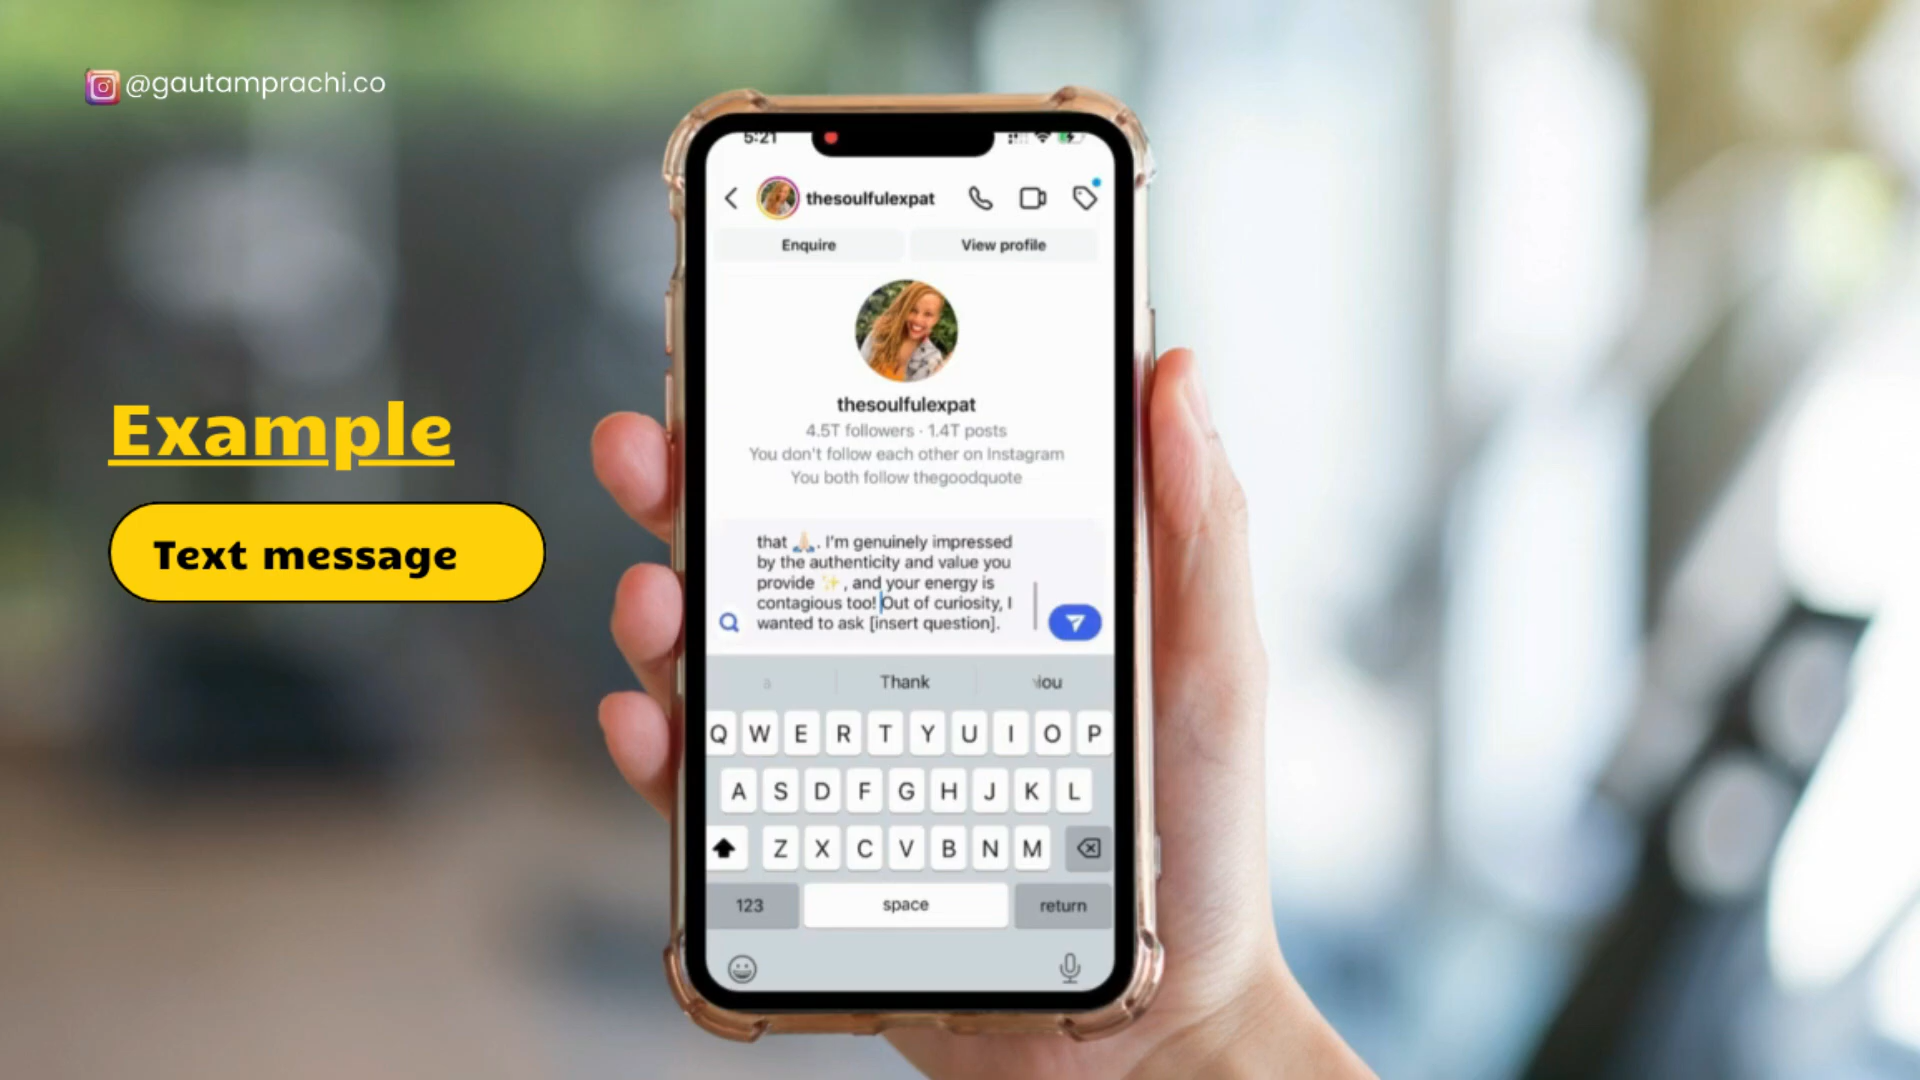 @gautamprachi.co
Example
Text message
5:21
thesoulfulexpat
Enquire
View profile
thesoulfulexpat
4.5T followers · 1.4T posts
You don't follow each other on Instagram
You both follow thegoodquote
that 🙏🏼. I'm genuinely impressed
by the authenticity and value you
provide ✨, and your energy is
contagious too! Out of curiosity, I
wanted to ask [insert question].
a
Thank
Q W E R T Y U I O P
A S D F G H J K L
Z X C V B N M
123
space
return